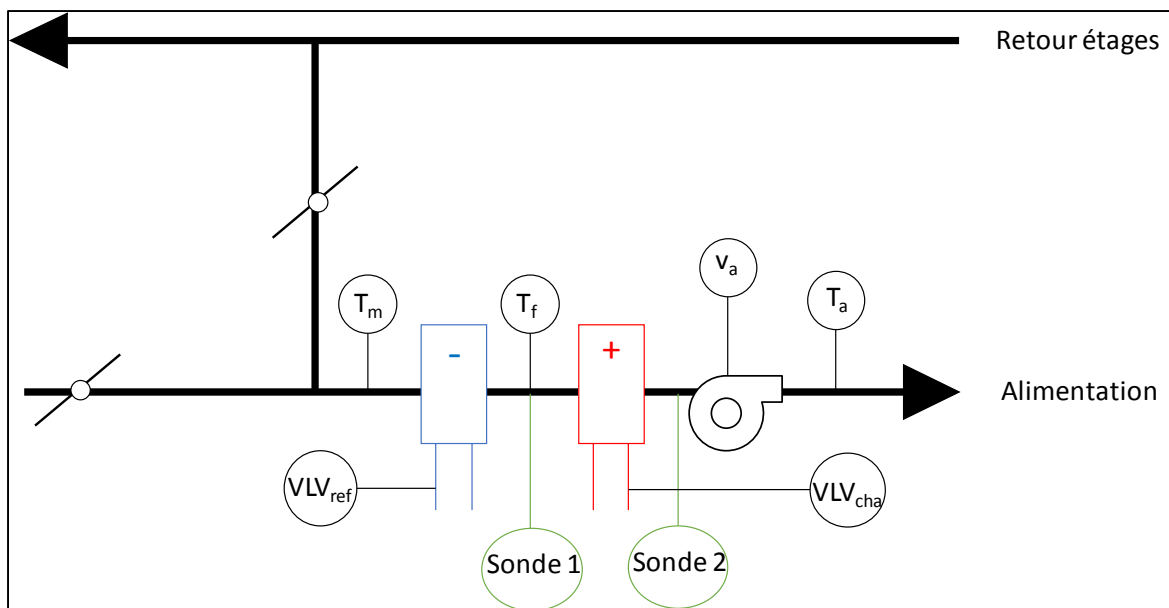 Retour étages
va
Tm
Tf
Ta
-
+
Alimentation
VLVref
VLVcha
Sonde 1
Sonde 2